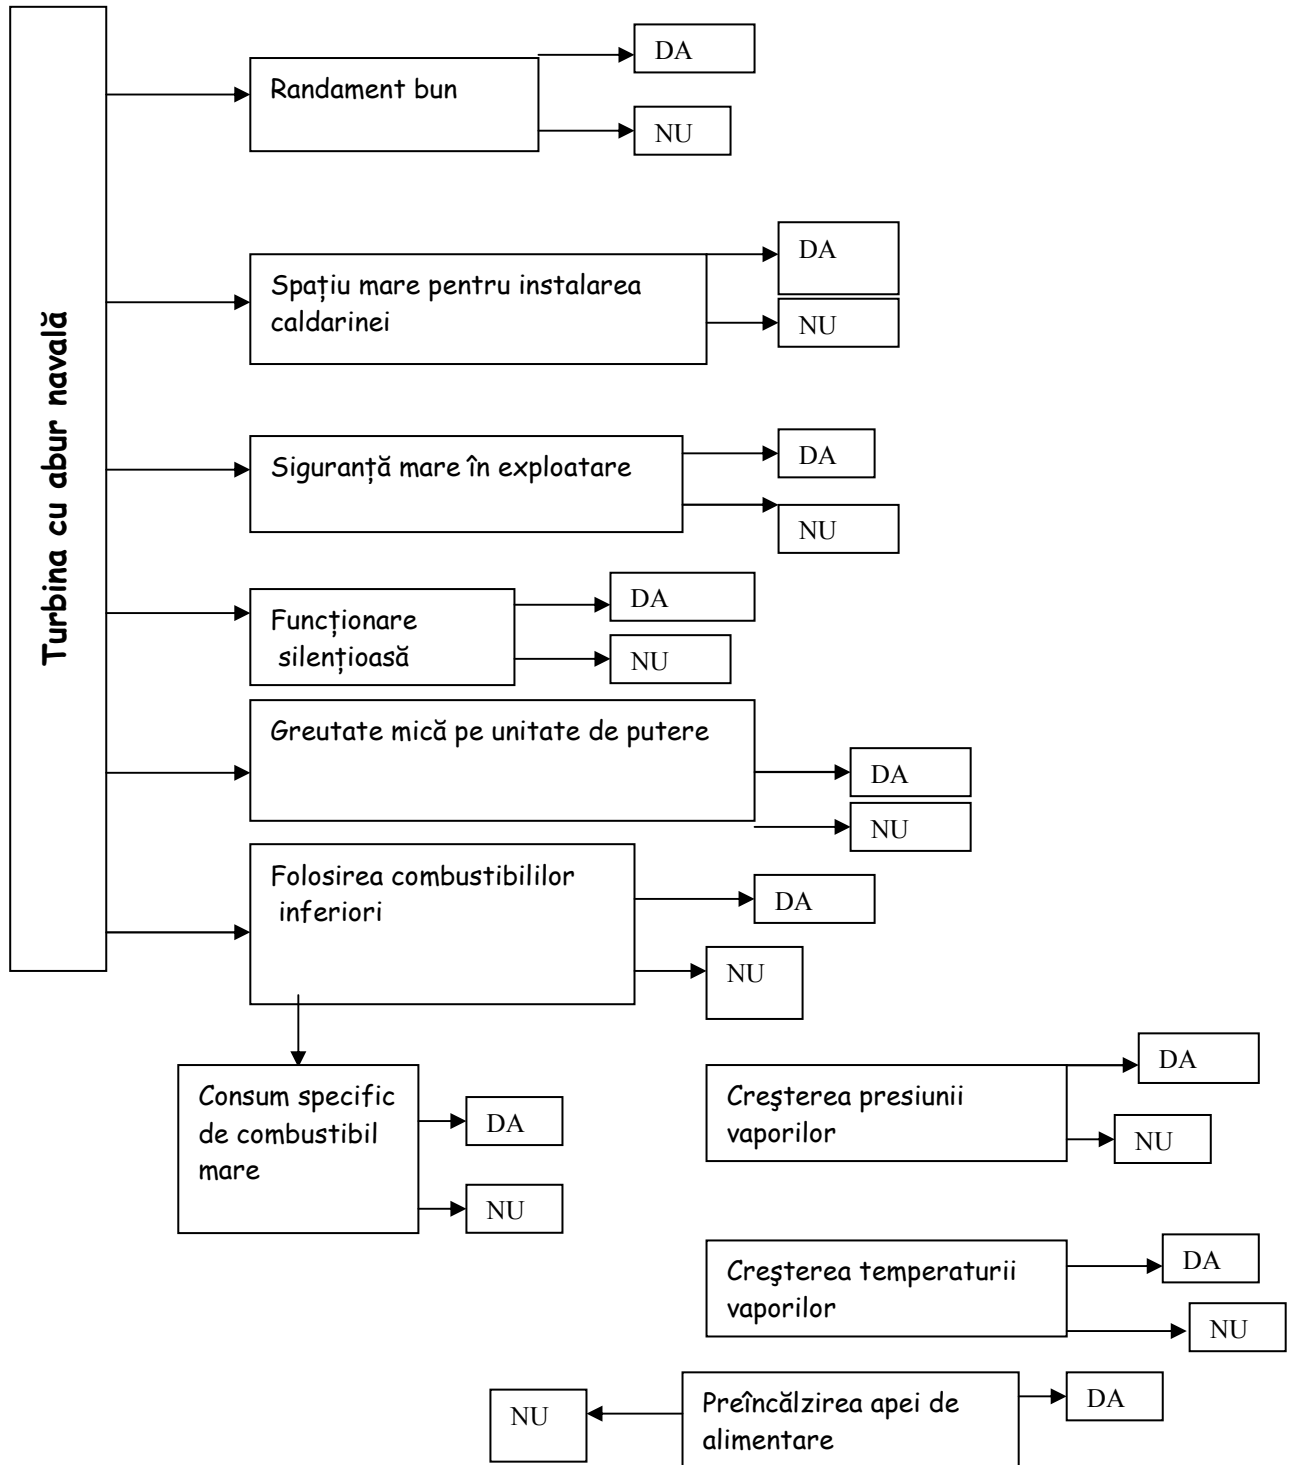 Turbina cu abur navală
Randament bun
DA
NU
Spațiu mare pentru instalarea
caldarinei
DA
NU
Siguranță mare în exploatare
DA
NU
Funcționare
silențioasă
DA
NU
Greutate mică pe unitate de putere
DA
NU
Folosirea combustibililor
inferiori
DA
NU
Consum specific
de combustibil
mare
DA
NU
Creşterea presiunii
vaporilor
DA
NU
Creşterea temperaturii
vaporilor
DA
NU
Preîncălzirea apei de
alimentare
DA
NU